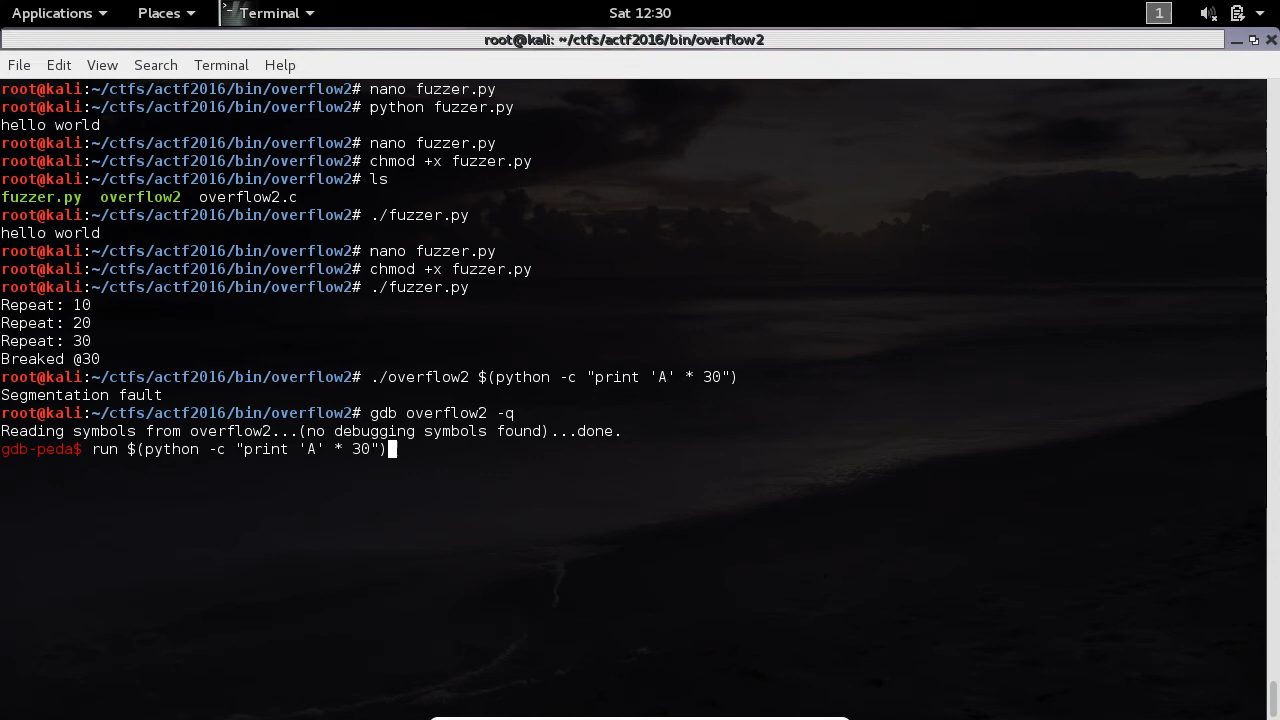 Applications Places Terminal Sat 12:30 1
root@kali: ~/ctfs/actf2016/bin/overflow2
File Edit View Search Terminal Help
root@kali:~/ctfs/actf2016/bin/overflow2# nano fuzzer.py
root@kali:~/ctfs/actf2016/bin/overflow2# python fuzzer.py
hello world
root@kali:~/ctfs/actf2016/bin/overflow2# nano fuzzer.py
root@kali:~/ctfs/actf2016/bin/overflow2# chmod +x fuzzer.py
root@kali:~/ctfs/actf2016/bin/overflow2# ls
fuzzer.py overflow2 overflow2.c
root@kali:~/ctfs/actf2016/bin/overflow2# ./fuzzer.py
hello world
root@kali:~/ctfs/actf2016/bin/overflow2# nano fuzzer.py
root@kali:~/ctfs/actf2016/bin/overflow2# chmod +x fuzzer.py
root@kali:~/ctfs/actf2016/bin/overflow2# ./fuzzer.py
Repeat: 10
Repeat: 20
Repeat: 30
Breaked @30
root@kali:~/ctfs/actf2016/bin/overflow2# ./overflow2 $(python -c "print 'A' * 30")
Segmentation fault
root@kali:~/ctfs/actf2016/bin/overflow2# gdb overflow2 -q
Reading symbols from overflow2...(no debugging symbols found)...done.
gdb-peda$ run $(python -c "print 'A' * 30")